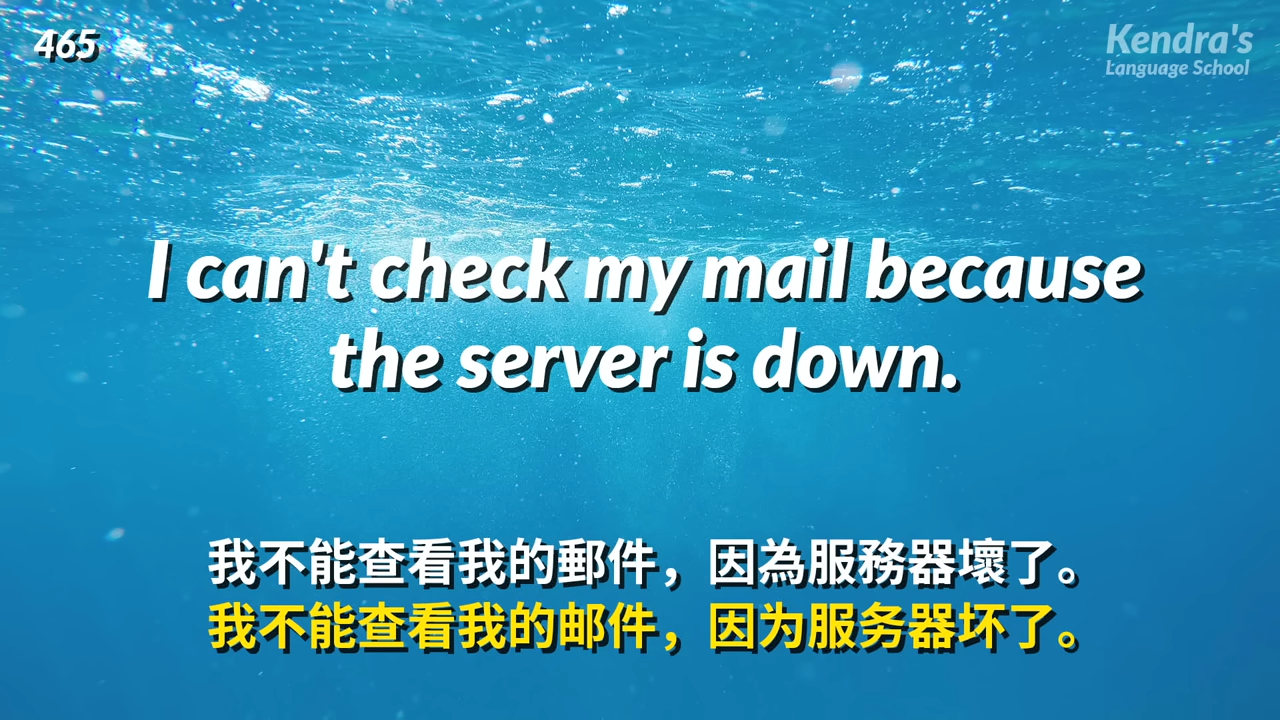 465
Kendra's
Language School
I can't check my mail because
the server is down.
我不能查看我的郵件，因為服務器壞了。
我不能查看我的邮件，因为服务器坏了。